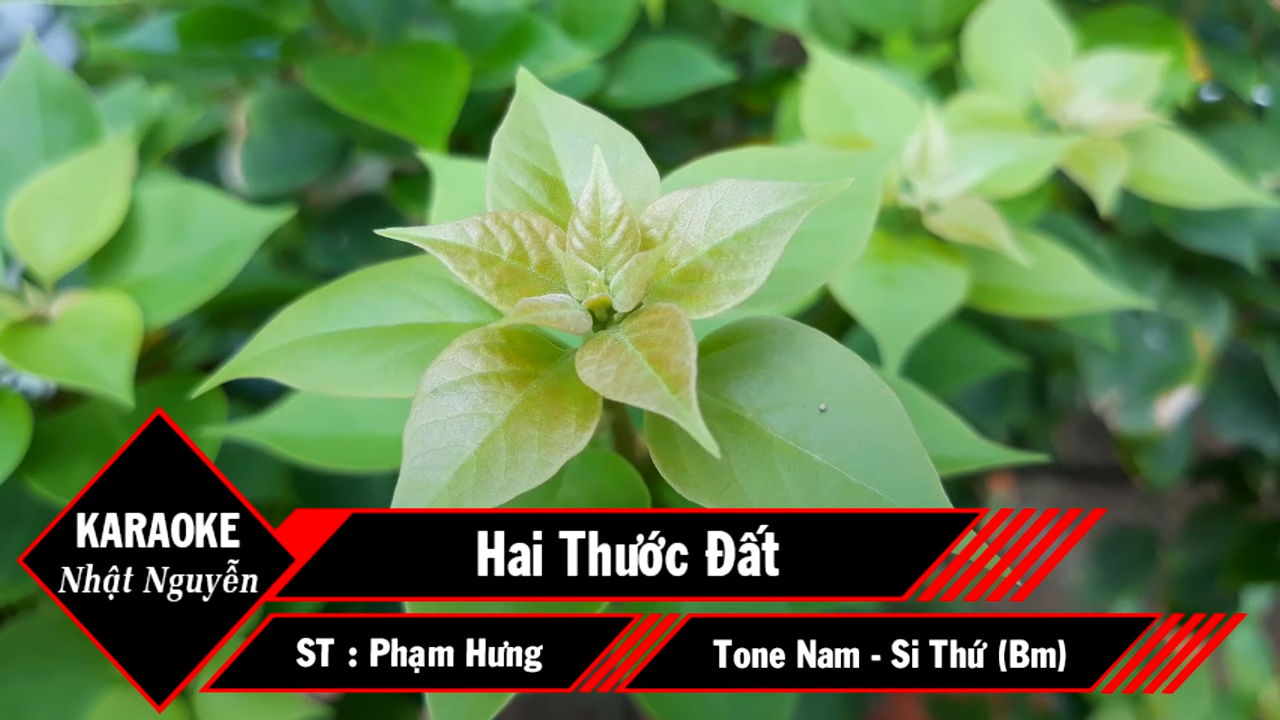 KARAOKE
Nhật Nguyễn
Hai Thước Đất
ST : Phạm Hưng
Tone Nam - Si Thứ (Bm)